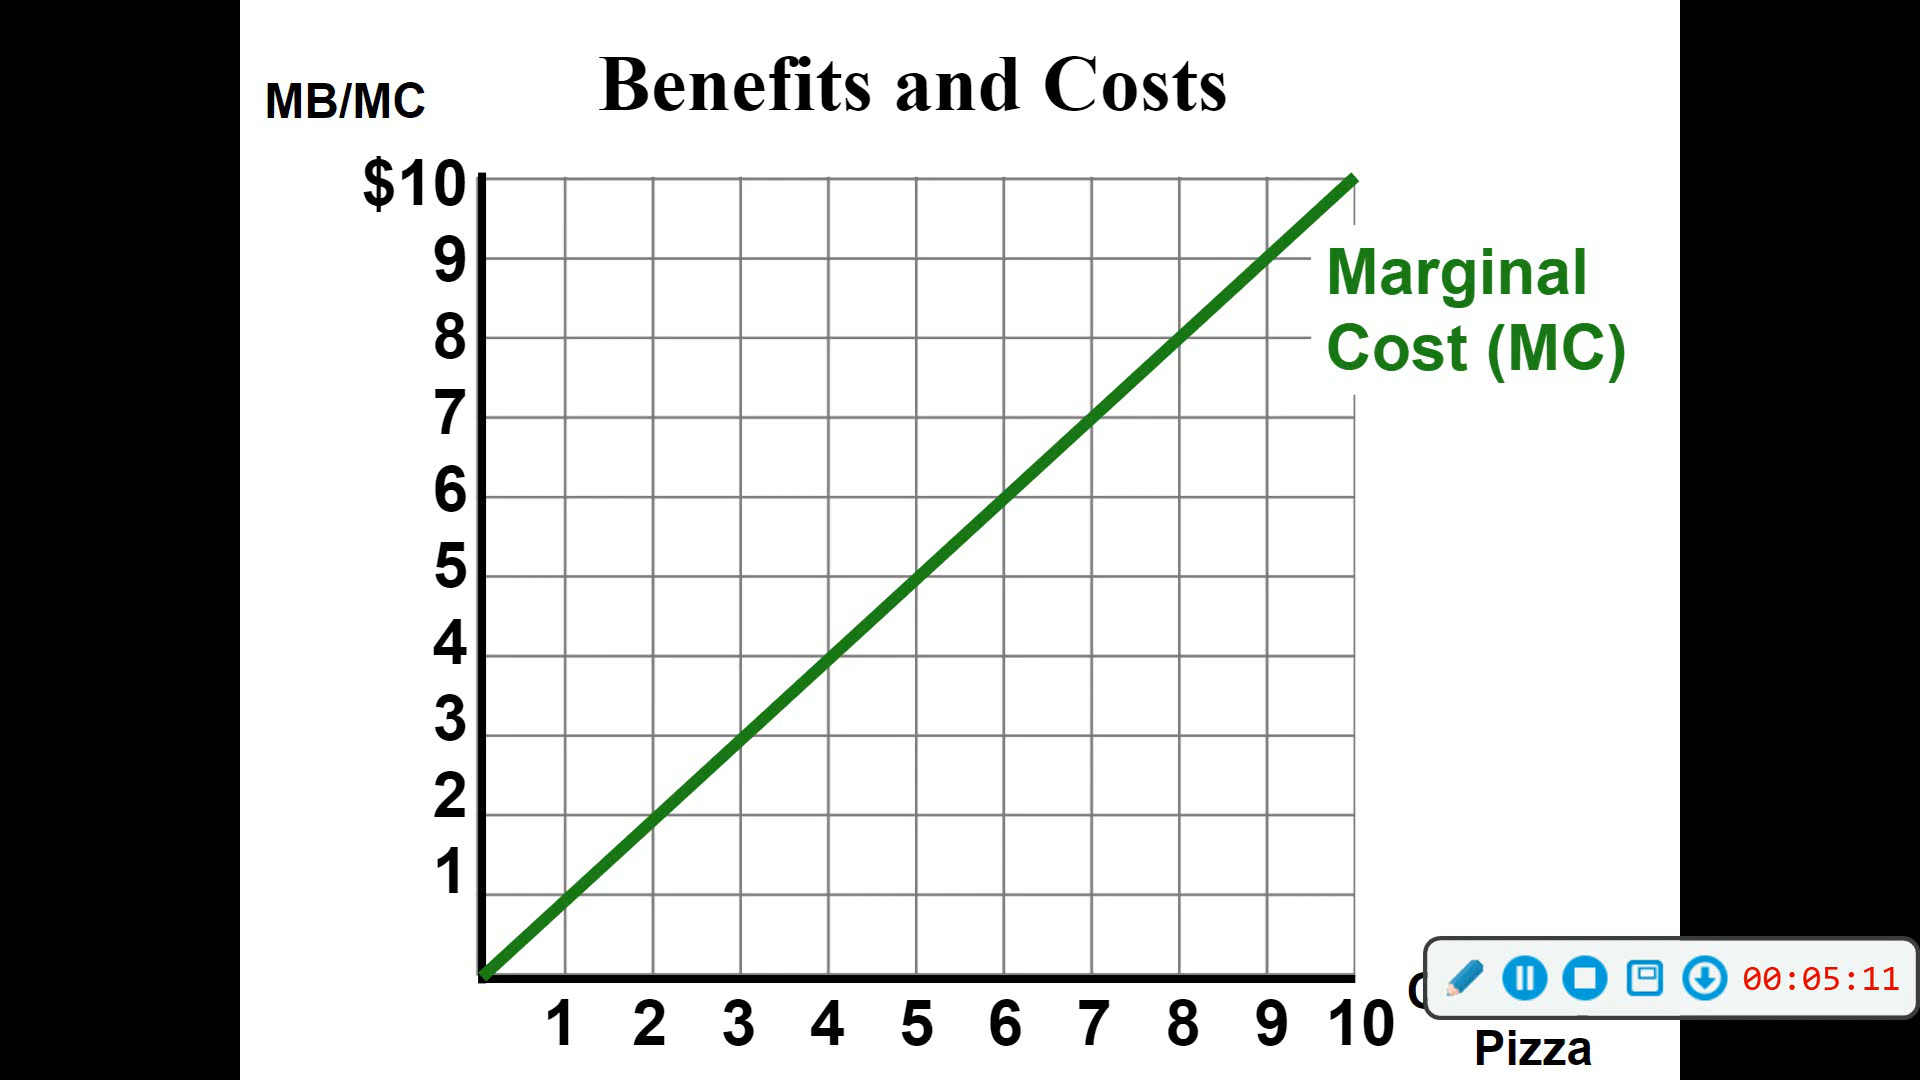 Benefits and Costs
MB/MC
$10
9
8
7
6
5
4
3
2
1
Marginal
Cost (MC)
1 2 3 4 5 6 7 8 9 10
Pizza
00:05:11